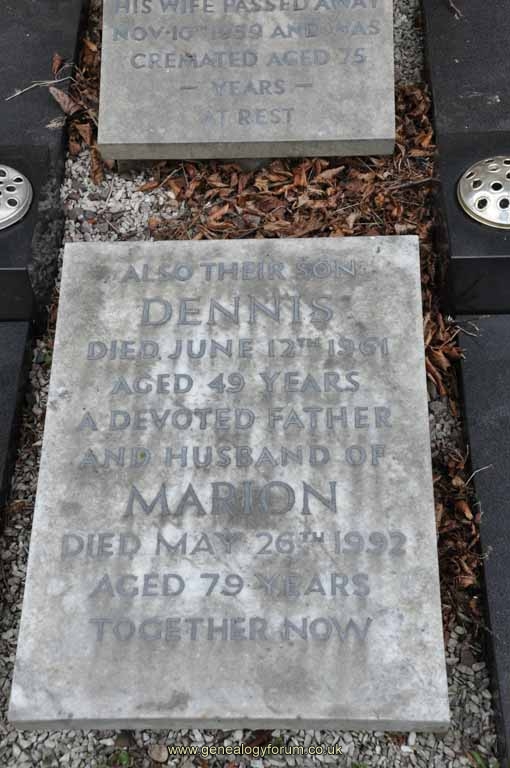 HIS WIFE PASSED AWAY
NOV. 10TH 1959 AND WAS
CREMATED AGED 75
— YEARS —
AT REST
ALSO THEIR SON
DENNIS
DIED JUNE 12TH 1961
AGED 49 YEARS
A DEVOTED FATHER
AND HUSBAND OF
MARION
DIED MAY 26TH 1992
AGED 79 YEARS
TOGETHER NOW
www.genealogyforum.co.uk